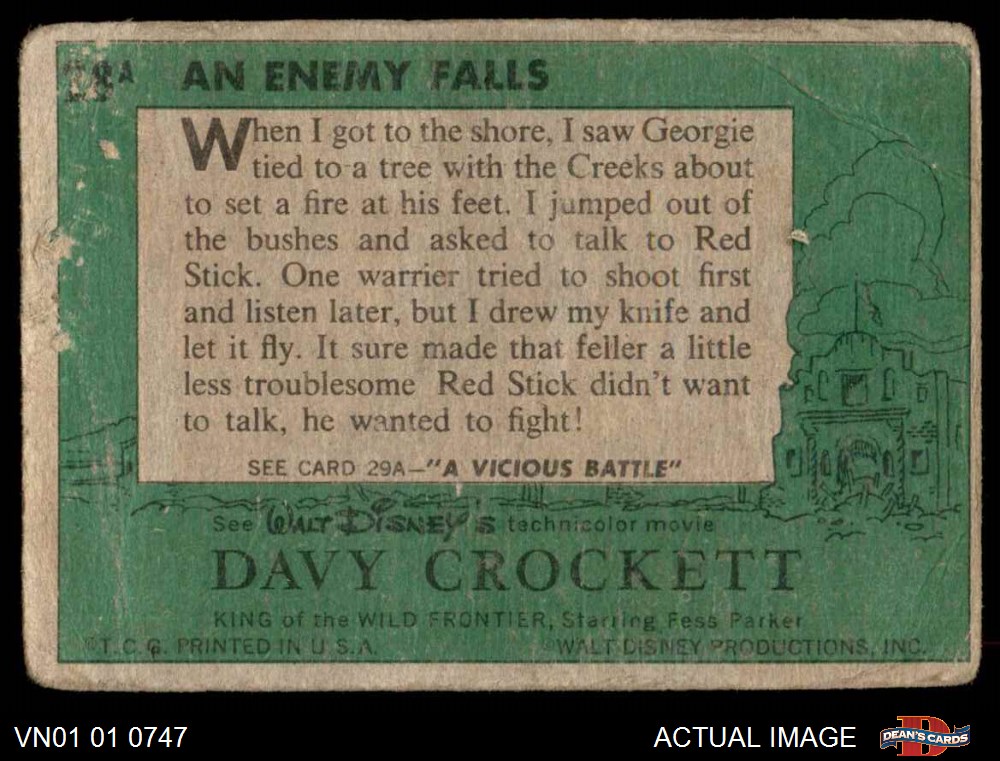 28A AN ENEMY FALLS
When I got to the shore, I saw Georgie
tied to a tree with the Creeks about
to set a fire at his feet. I jumped out of
the bushes and asked to talk to Red
Stick. One warrier tried to shoot first
and listen later, but I drew my knife and
let it fly. It sure made that feller a little
less troublesome Red Stick didn't want
to talk, he wanted to fight!
SEE CARD 29A—"A VICIOUS BATTLE"
See WALT DISNEY'S technicolor movie
DAVY CROCKETT
KING of the WILD FRONTIER, Starring Fess Parker
©T.C.G. PRINTED IN U.S.A. ©WALT DISNEY PRODUCTIONS, INC.
VN01 01 0747 ACTUAL IMAGE DEAN'S CARDS